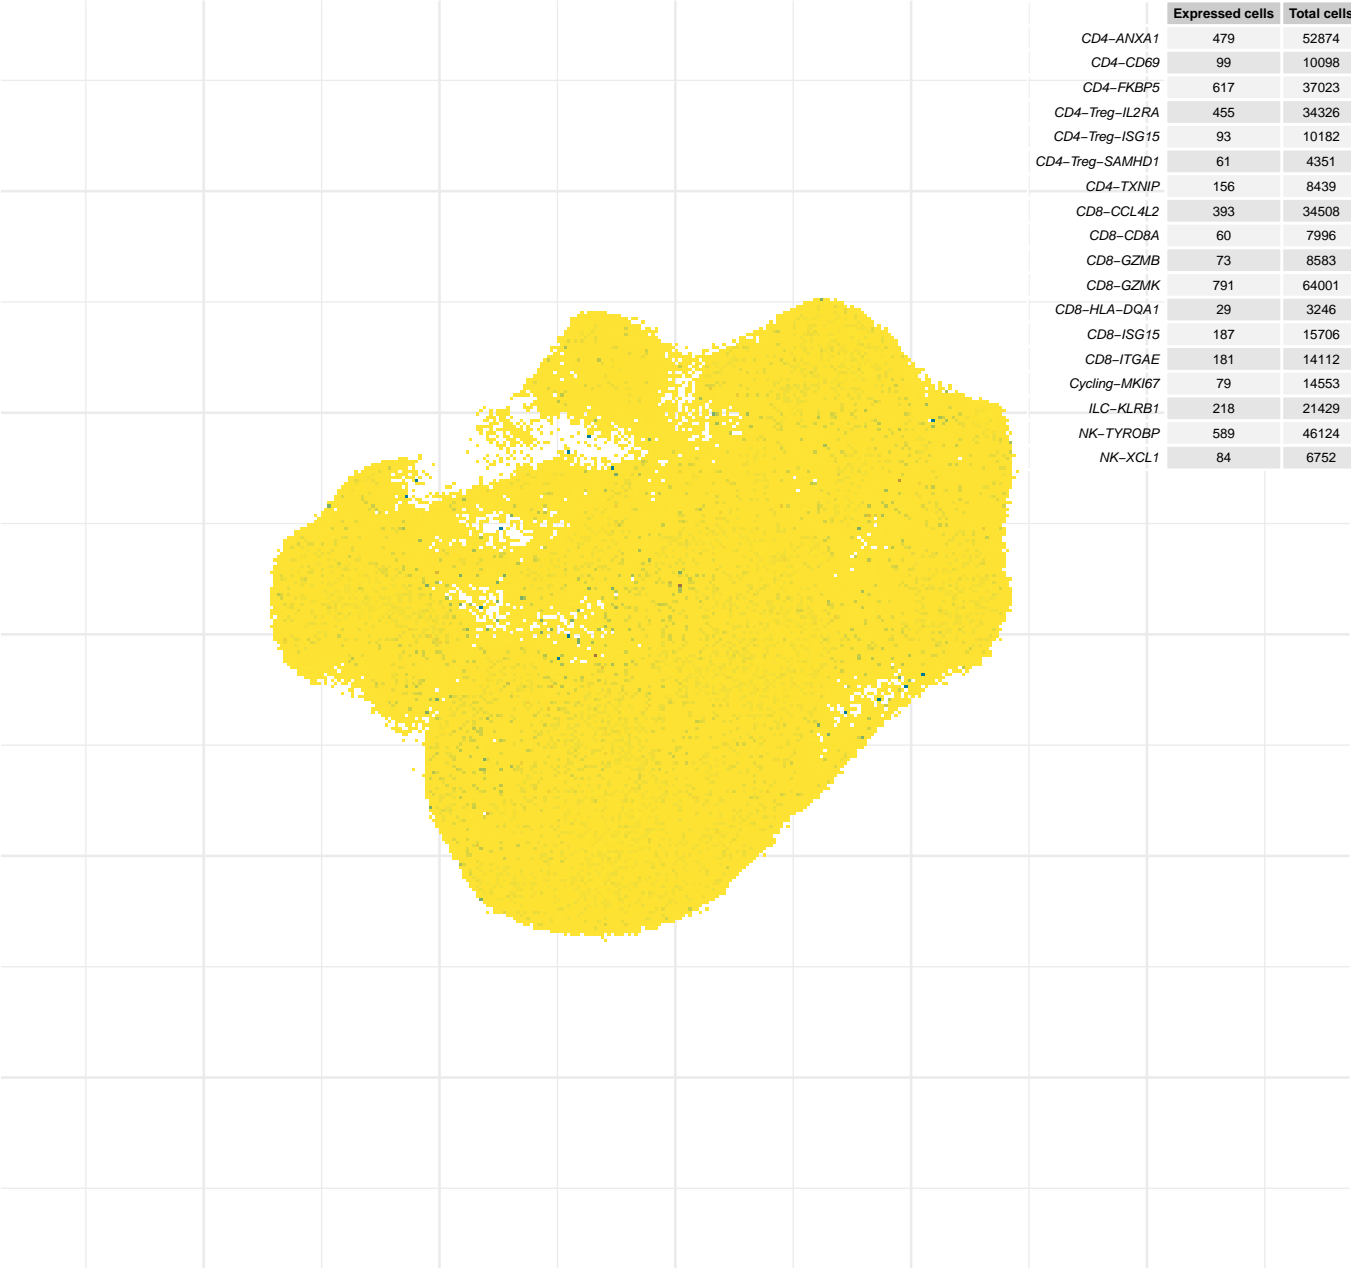 Expressed cells Total cells
CD4−ANXA1 479 52874
CD4−CD69 99 10098
CD4−FKBP5 617 37023
CD4−Treg−IL2RA 455 34326
CD4−Treg−ISG15 93 10182
CD4−Treg−SAMHD1 61 4351
CD4−TXNIP 156 8439
CD8−CCL4L2 393 34508
CD8−CD8A 60 7996
CD8−GZMB 73 8583
CD8−GZMK 791 64001
CD8−HLA−DQA1 29 3246
CD8−ISG15 187 15706
CD8−ITGAE 181 14112
Cycling−MKI67 79 14553
ILC−KLRB1 218 21429
NK−TYROBP 589 46124
NK−XCL1 84 6752